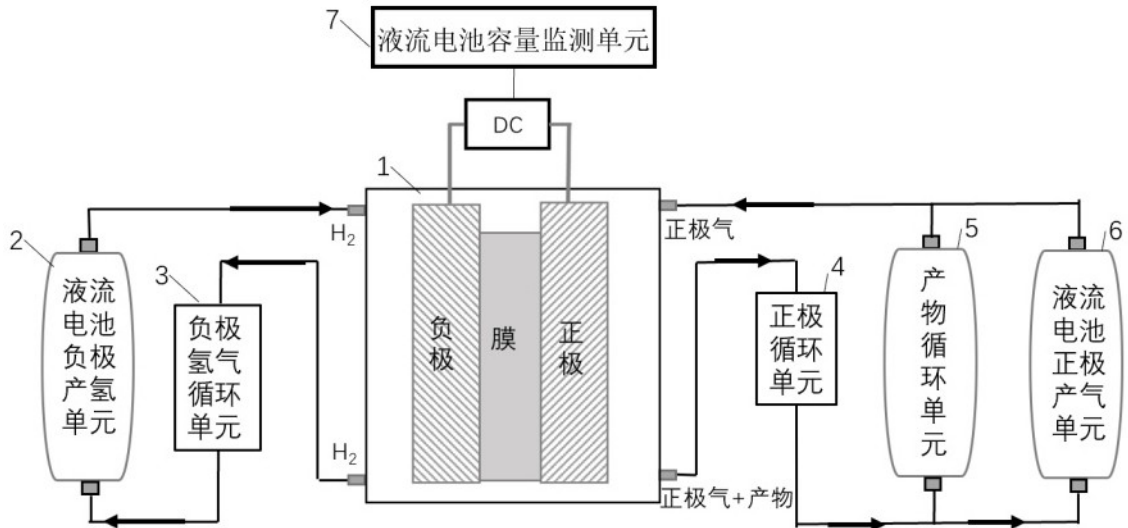 7
液流电池容量监测单元
DC
1
H₂
正极气
2
液流
电池
负极
产氢
单元
3
负极
氢气
循环
单元
负极
膜
正极
4
正极
循环
单元
5
产物循环单元
6
液流
电池
正极
产气
单元
H₂
正极气+产物